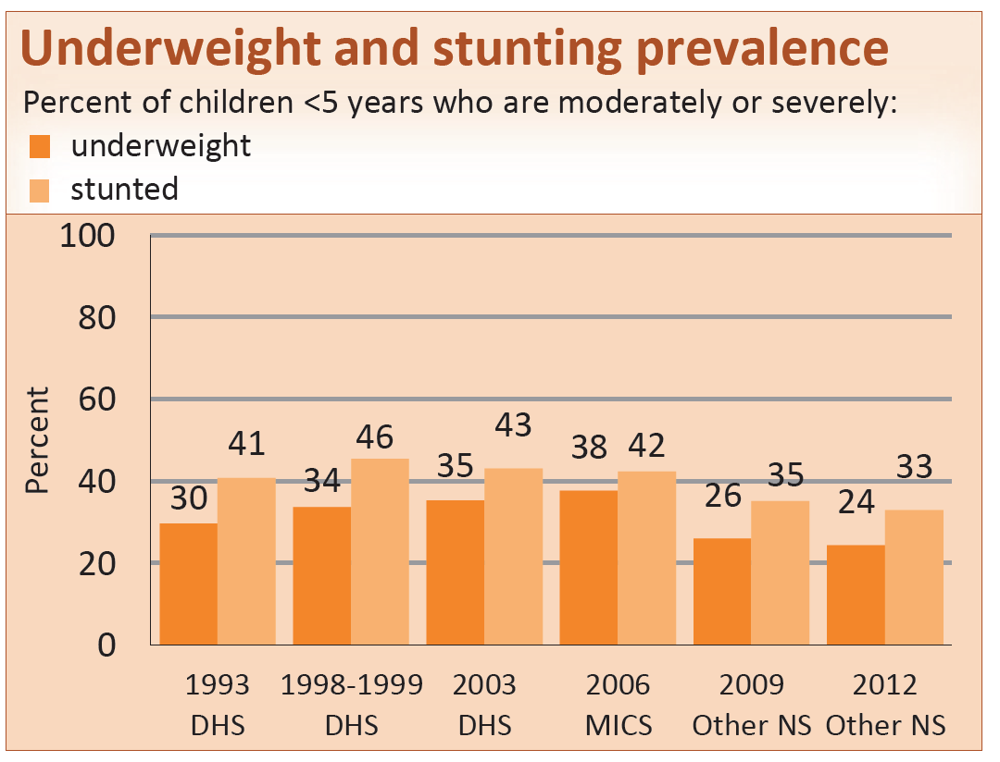 Underweight and stunting prevalence
Percent of children <5 years who are moderately or severely:
underweight
stunted
100
80
60
40
20
0
Percent
30
41
34
46
35
43
38
42
26
35
24
33
1993 1998-1999 2003 2006 2009 2012
DHS DHS DHS MICS Other NS Other NS